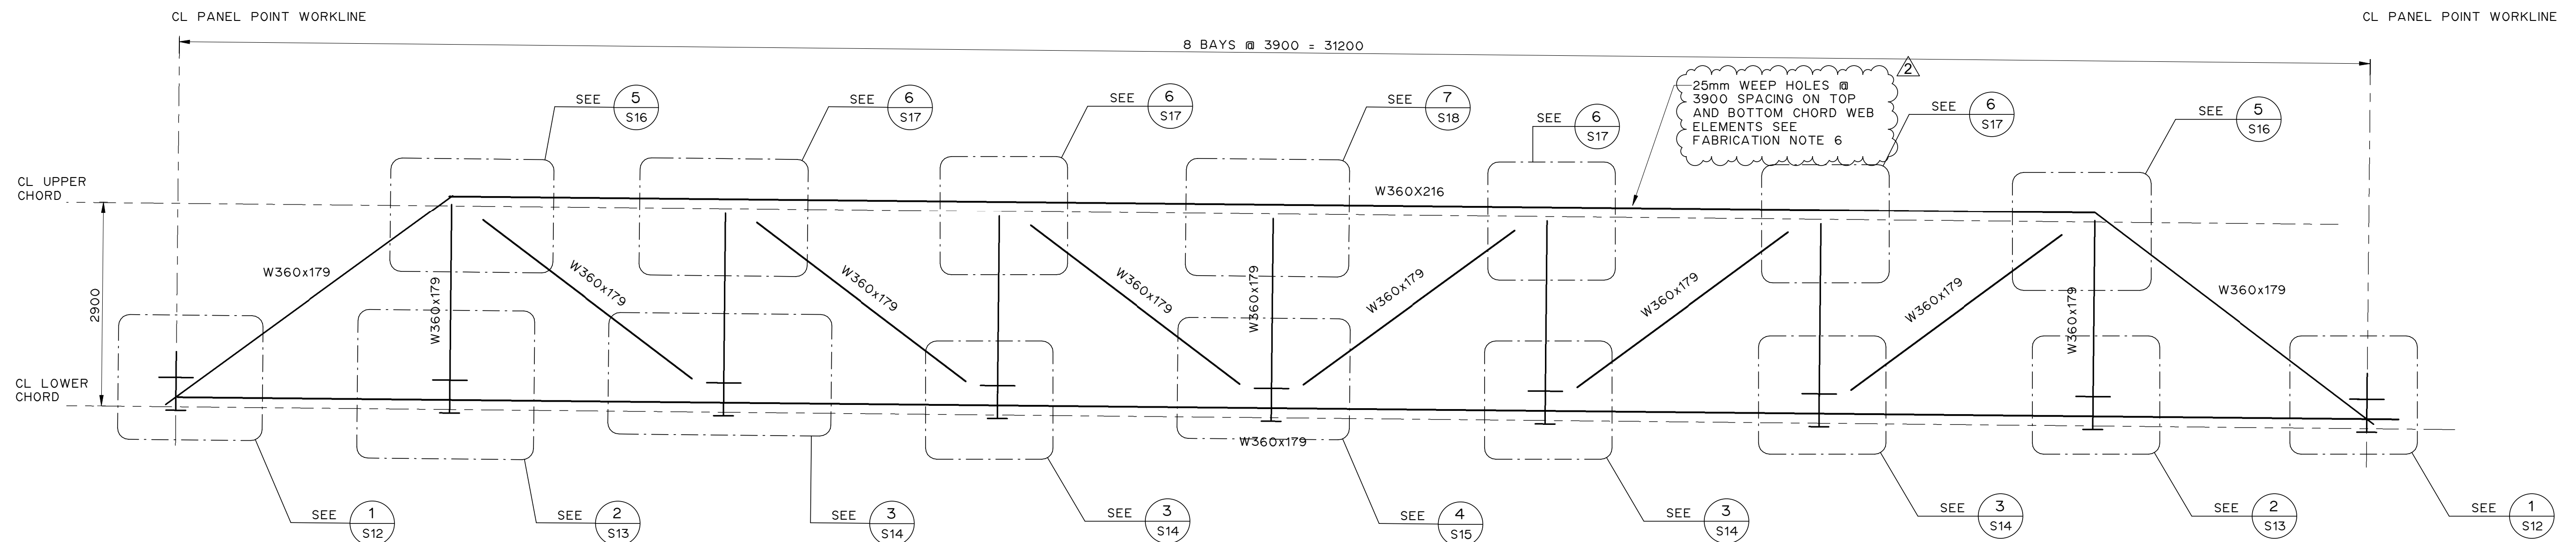 CL PANEL POINT WORKLINE
CL PANEL POINT WORKLINE
8 BAYS @ 3900 = 31200
2
25mm WEEP HOLES @
3900 SPACING ON TOP
AND BOTTOM CHORD WEB
ELEMENTS SEE
FABRICATION NOTE 6
SEE 5
S16
SEE 6
S17
SEE 6
S17
SEE 7
S18
SEE 6
S17
SEE 6
S17
SEE 5
S16
CL UPPER
CHORD
W360X216
2900
W360x179
W360x179
W360x179
W360x179
W360x179
W360x179
W360x179
W360x179
W360x179
W360x179
W360x179
CL LOWER
CHORD
W360x179
SEE 1
S12
SEE 2
S13
SEE 3
S14
SEE 3
S14
SEE 4
S15
SEE 3
S14
SEE 3
S14
SEE 2
S13
SEE 1
S12